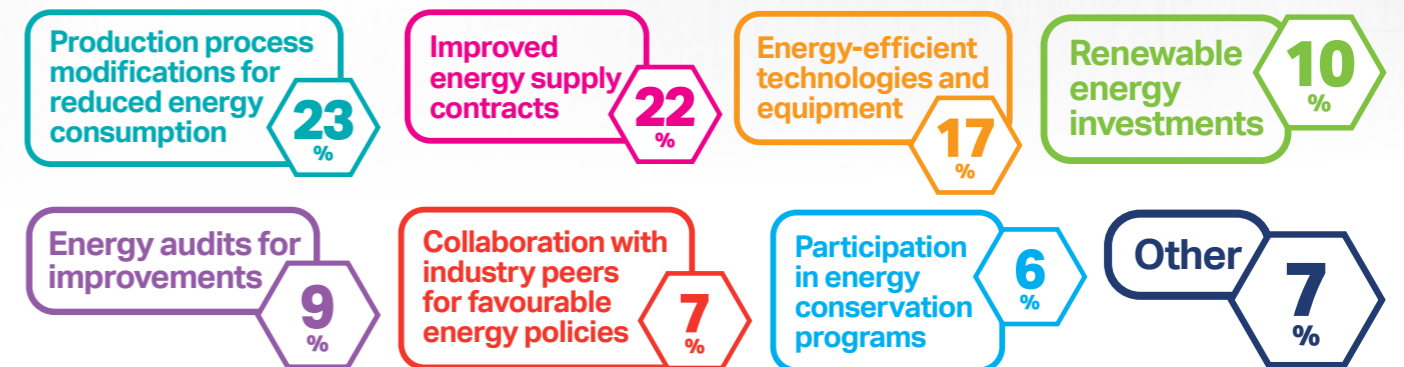 Production process
modifications for
reduced energy
consumption
23
%
Improved
energy supply
contracts
22
%
Energy-efficient
technologies and
equipment
17
%
Renewable
energy
investments
10
%
Energy audits for
improvements
9
%
Collaboration with
industry peers
for favourable
energy policies
7
%
Participation
in energy
conservation
programs
6
%
Other
7
%